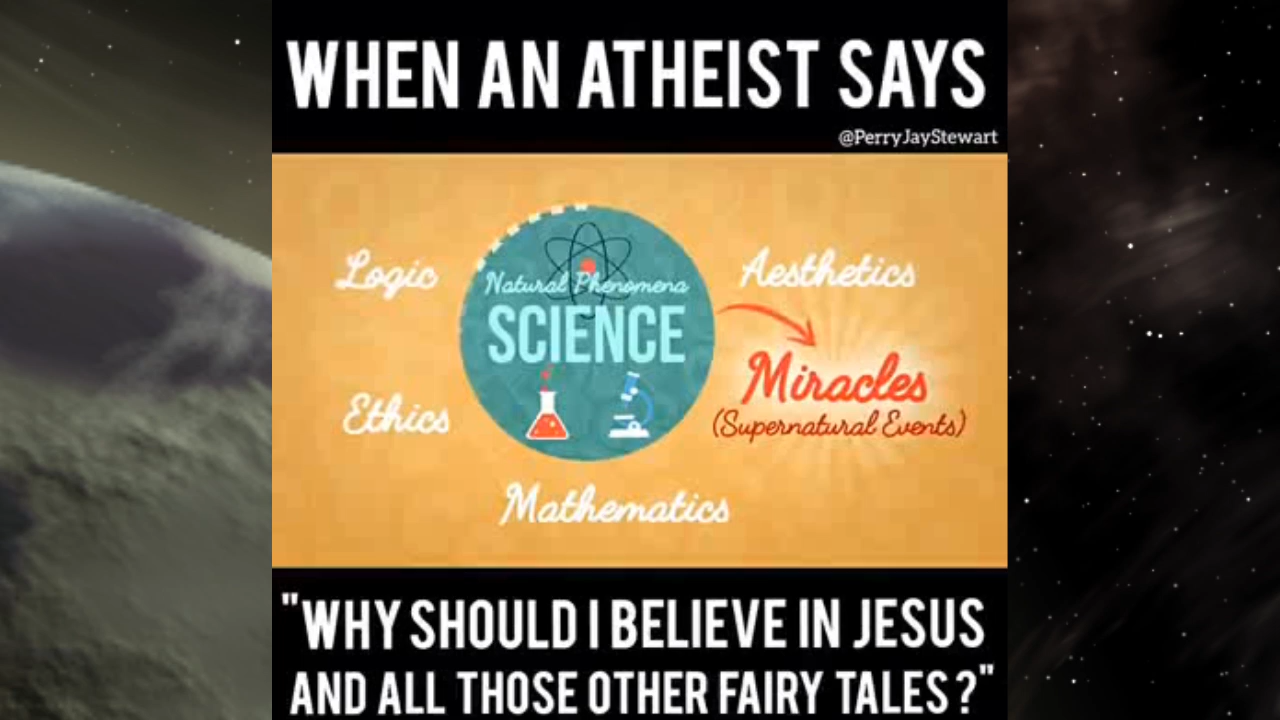 WHEN AN ATHEIST SAYS
@PerryJayStewart
Logic
Natural Phenomena
SCIENCE
Aesthetics
Miracles
(Supernatural Events)
Ethics
Mathematics
"WHY SHOULD I BELIEVE IN JESUS
AND ALL THOSE OTHER FAIRY TALES?"